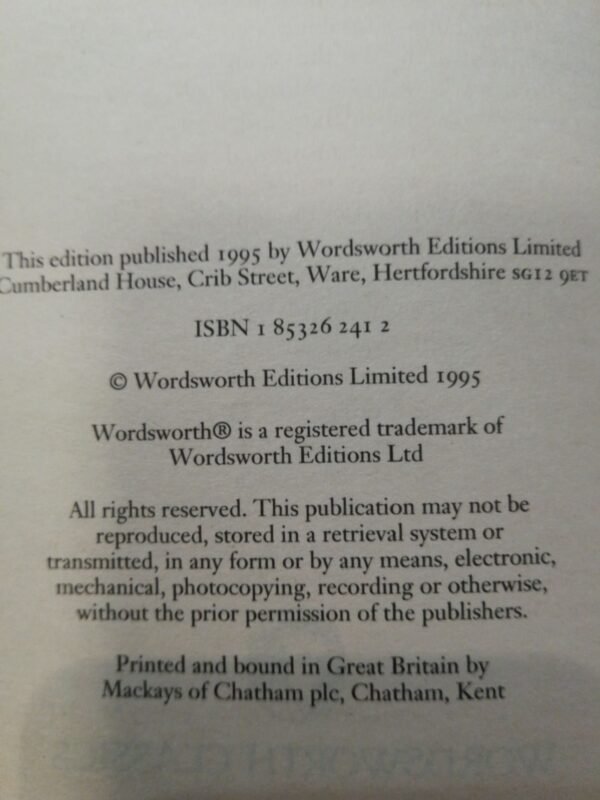 This edition published 1995 by Wordsworth Editions Limited
Cumberland House, Crib Street, Ware, Hertfordshire SG12 9ET
ISBN 1 85326 241 2
© Wordsworth Editions Limited 1995
Wordsworth® is a registered trademark of
Wordsworth Editions Ltd
All rights reserved. This publication may not be
reproduced, stored in a retrieval system or
transmitted, in any form or by any means, electronic,
mechanical, photocopying, recording or otherwise,
without the prior permission of the publishers.
Printed and bound in Great Britain by
Mackays of Chatham plc, Chatham, Kent
WORDSWORTH CLASSICS